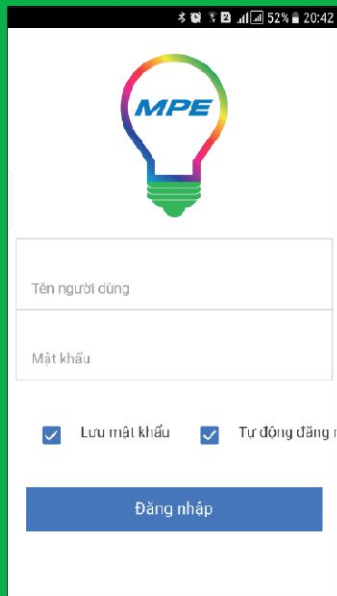 52% 20:42
MPE
Tên người dùng
Mật khẩu
Lưu mật khẩu Tự động đăng
Đăng nhập